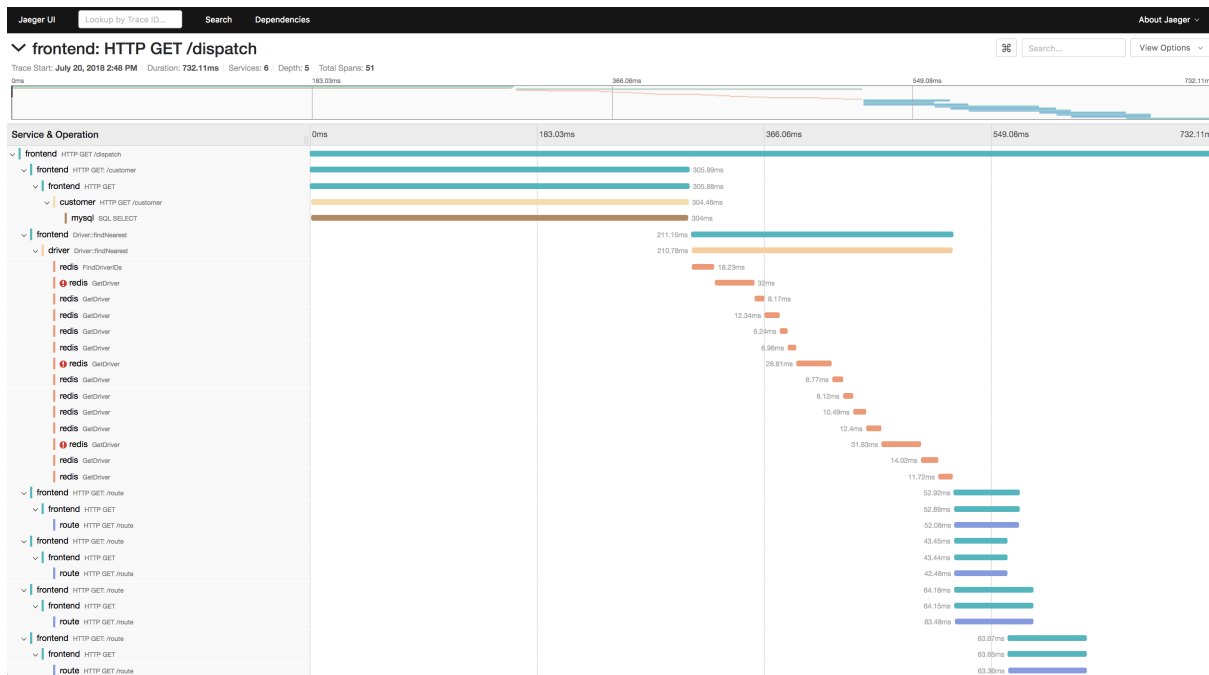 Jaeger UI Lookup by Trace ID... Search Dependencies About Jaeger
frontend: HTTP GET /dispatch ⌘ Search... View Options
Trace Start: July 20, 2018 2:48 PM Duration: 732.11ms Services: 6 Depth: 5 Total Spans: 51
0ms 183.03ms 366.06ms 549.08ms 732.11m
Service & Operation 0ms 183.03ms 366.06ms 549.08ms 732.11m
frontend HTTP GET /dispatch
frontend HTTP GET: /customer 305.89ms
frontend HTTP GET 305.88ms
customer HTTP GET /customer 304.46ms
mysql SQL SELECT 304ms
frontend Driver::findNearest 211.15ms
driver Driver::findNearest 210.78ms
redis FindDriverIDs 18.23ms
redis GetDriver 32ms
redis GetDriver 8.17ms
redis GetDriver 12.34ms
redis GetDriver 6.24ms
redis GetDriver 6.96ms
redis GetDriver 28.81ms
redis GetDriver 8.77ms
redis GetDriver 8.12ms
redis GetDriver 10.49ms
redis GetDriver 12.4ms
redis GetDriver 31.63ms
redis GetDriver 14.02ms
redis GetDriver 11.72ms
frontend HTTP GET: /route 52.92ms
frontend HTTP GET 52.89ms
route HTTP GET /route 52.08ms
frontend HTTP GET: /route 43.45ms
frontend HTTP GET 43.44ms
route HTTP GET /route 42.48ms
frontend HTTP GET: /route 64.18ms
frontend HTTP GET 64.15ms
route HTTP GET /route 63.48ms
frontend HTTP GET: /route 63.67ms
frontend HTTP GET 63.65ms
route HTTP GET /route 63.38ms